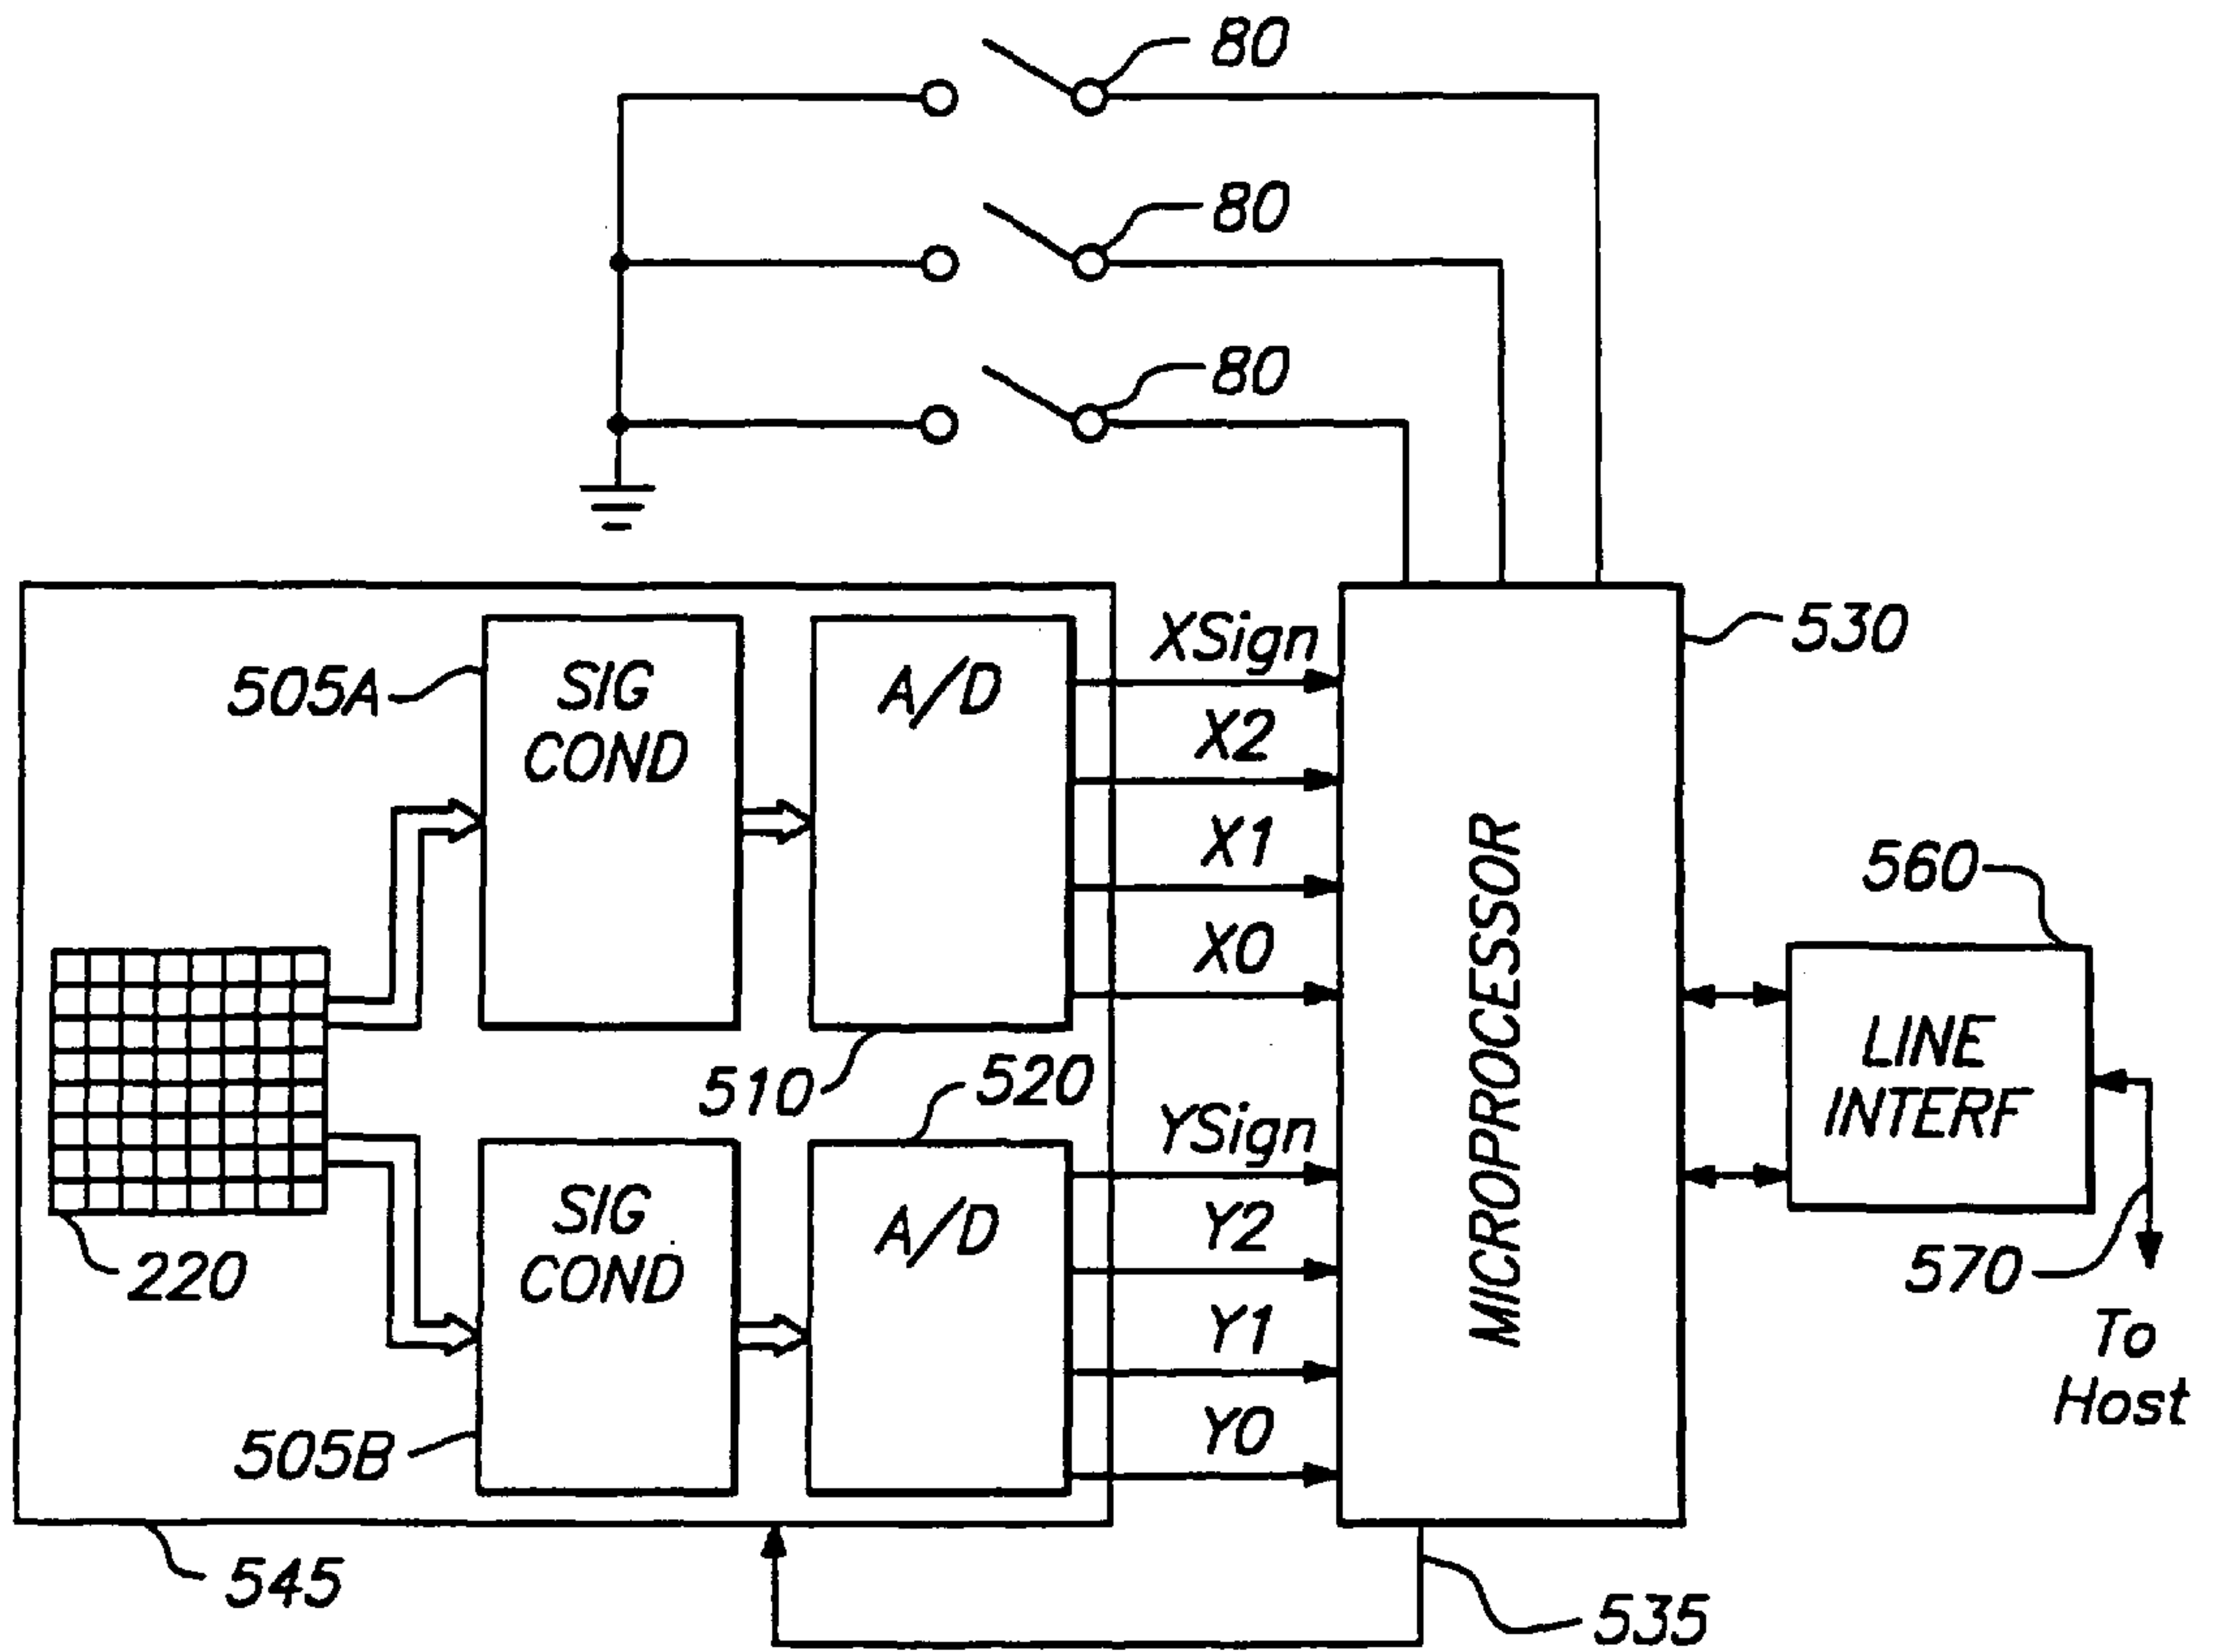 80
80
80
530
505A
SIG
COND
A/D
XSign
X2
X1
X0
510
520
MICROPROCESSOR
560
LINE
INTERF
220
505B
SIG
COND
A/D
YSign
Y2
Y1
Y0
570
To
Host
545
535